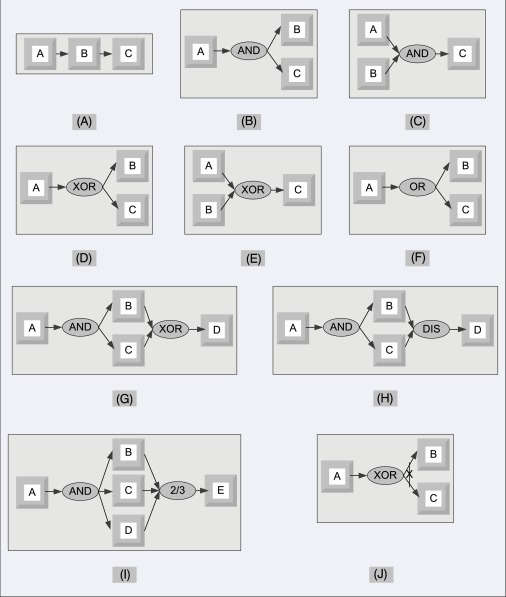 A B C
(A)
A AND B C
(B)
A B AND C
(C)
A XOR B C
(D)
A B XOR C
(E)
A OR B C
(F)
A AND B C XOR D
(G)
A AND B C DIS D
(H)
A AND B C D 2/3 E
(I)
A XOR B C
(J)